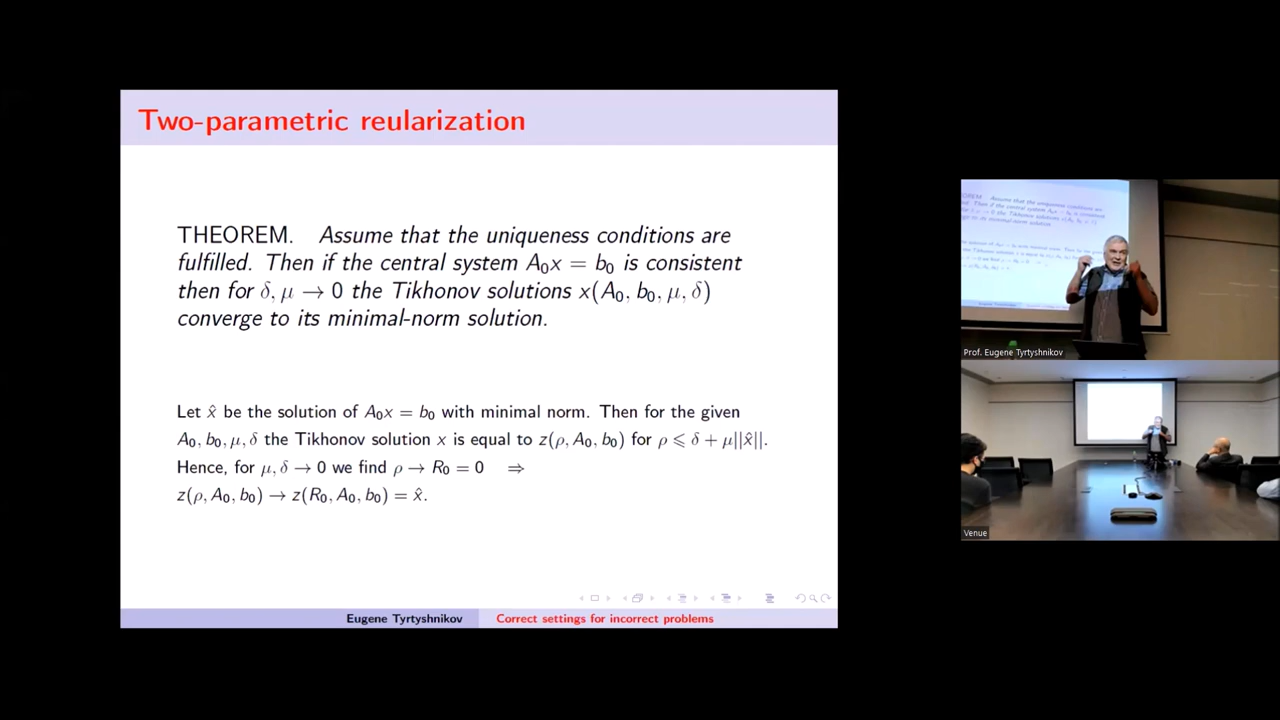 Two-parametric reularization
THEOREM. Assume that the uniqueness conditions are
fulfilled. Then if the central system A₀x = b₀ is consistent
then for δ, μ → 0 the Tikhonov solutions x(A₀, b₀, μ, δ)
converge to its minimal-norm solution.
Let x̂ be the solution of A₀x = b₀ with minimal norm. Then for the given
A₀, b₀, μ, δ the Tikhonov solution x is equal to z(ρ, A₀, b₀) for ρ ⩽ δ + μ||x̂||.
Hence, for μ, δ → 0 we find ρ → R₀ = 0 ⇒
z(ρ, A₀, b₀) → z(R₀, A₀, b₀) = x̂.
Eugene Tyrtyshnikov
Correct settings for incorrect problems
Prof. Eugene Tyrtyshnikov
Venue